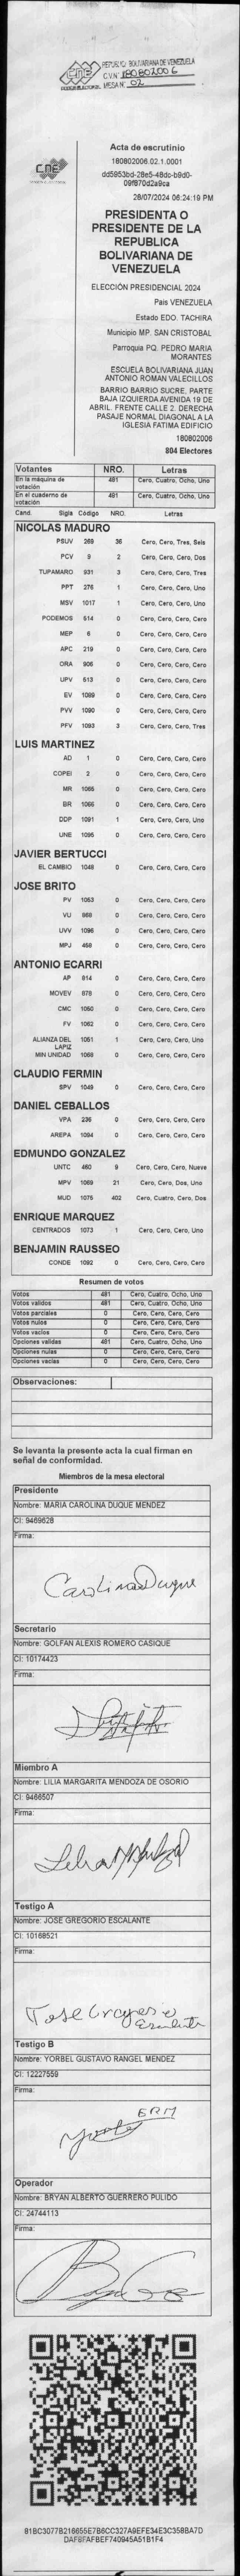 REPUBLICA BOLIVARIANA DE VENEZUELA
CNE
C.V.N° 180802006
PODER ELECTORAL MESA N° 02
CNE
Acta de escrutinio
180802006.02.1.0001
dd5953bd-28e5-48dc-b9d0-
09f870d2a9ca
28/07/2024 06:24:19 PM
PRESIDENTA O
PRESIDENTE DE LA
REPUBLICA
BOLIVARIANA DE
VENEZUELA
ELECCIÓN PRESIDENCIAL 2024
Pais VENEZUELA
Estado EDO. TACHIRA
Municipio MP. SAN CRISTOBAL
Parroquia PQ. PEDRO MARIA
MORANTES
ESCUELA BOLIVARIANA JUAN
ANTONIO ROMAN VALECILLOS
BARRIO BARRIO SUCRE, PARTE
BAJA IZQUIERDA AVENIDA 19 DE
ABRIL. FRENTE CALLE 2. DERECHA
PASAJE NORMAL DIAGONAL A LA
IGLESIA FATIMA EDIFICIO
180802006
804 Electores
Votantes NRO. Letras
En la máquina de votación 481 Cero, Cuatro, Ocho, Uno
En el cuaderno de votación 481 Cero, Cuatro, Ocho, Uno
Cand. Sigla Código NRO. Letras
NICOLAS MADURO
PSUV 269 36 Cero, Cero, Tres, Seis
PCV 9 2 Cero, Cero, Cero, Dos
TUPAMARO 931 3 Cero, Cero, Cero, Tres
PPT 276 1 Cero, Cero, Cero, Uno
MSV 1017 1 Cero, Cero, Cero, Uno
PODEMOS 514 0 Cero, Cero, Cero, Cero
MEP 6 0 Cero, Cero, Cero, Cero
APC 219 0 Cero, Cero, Cero, Cero
ORA 906 0 Cero, Cero, Cero, Cero
UPV 513 0 Cero, Cero, Cero, Cero
EV 1089 0 Cero, Cero, Cero, Cero
PVV 1090 0 Cero, Cero, Cero, Cero
PFV 1093 3 Cero, Cero, Cero, Tres
LUIS MARTINEZ
AD 1 0 Cero, Cero, Cero, Cero
COPEI 2 0 Cero, Cero, Cero, Cero
MR 1065 0 Cero, Cero, Cero, Cero
BR 1066 0 Cero, Cero, Cero, Cero
DDP 1091 1 Cero, Cero, Cero, Uno
UNE 1095 0 Cero, Cero, Cero, Cero
JAVIER BERTUCCI
EL CAMBIO 1048 0 Cero, Cero, Cero, Cero
JOSE BRITO
PV 1053 0 Cero, Cero, Cero, Cero
VU 869 0 Cero, Cero, Cero, Cero
UVV 1096 0 Cero, Cero, Cero, Cero
MPJ 458 0 Cero, Cero, Cero, Cero
ANTONIO ECARRI
AP 814 0 Cero, Cero, Cero, Cero
MOVEV 878 0 Cero, Cero, Cero, Cero
CMC 1050 0 Cero, Cero, Cero, Cero
FV 1062 0 Cero, Cero, Cero, Cero
ALIANZA DEL LAPIZ 1051 1 Cero, Cero, Cero, Uno
MIN UNIDAD 1068 0 Cero, Cero, Cero, Cero
CLAUDIO FERMIN
SPV 1049 0 Cero, Cero, Cero, Cero
DANIEL CEBALLOS
VPA 236 0 Cero, Cero, Cero, Cero
AREPA 1094 0 Cero, Cero, Cero, Cero
EDMUNDO GONZALEZ
UNTC 460 9 Cero, Cero, Cero, Nueve
MPV 1069 21 Cero, Cero, Dos, Uno
MUD 1076 402 Cero, Cuatro, Cero, Dos
ENRIQUE MARQUEZ
CENTRADOS 1073 1 Cero, Cero, Cero, Uno
BENJAMIN RAUSSEO
CONDE 1092 0 Cero, Cero, Cero, Cero
Resumen de votos
Votos 481 Cero, Cuatro, Ocho, Uno
Votos validos 481 Cero, Cuatro, Ocho, Uno
Votos parciales 0 Cero, Cero, Cero, Cero
Votos nulos 0 Cero, Cero, Cero, Cero
Votos vacios 0 Cero, Cero, Cero, Cero
Opciones validas 481 Cero, Cuatro, Ocho, Uno
Opciones nulas 0 Cero, Cero, Cero, Cero
Opciones vacias 0 Cero, Cero, Cero, Cero
Observaciones:
Se levanta la presente acta la cual firman en
señal de conformidad.
Miembros de la mesa electoral
Presidente
Nombre: MARIA CAROLINA DUQUE MENDEZ
CI: 9469628
Firma:
Carolina Duque
Secretario
Nombre: GOLFAN ALEXIS ROMERO CASIQUE
CI: 10174423
Firma:
Miembro A
Nombre: LILIA MARGARITA MENDOZA DE OSORIO
CI: 9466507
Firma:
Testigo A
Nombre: JOSE GREGORIO ESCALANTE
CI: 10168521
Firma:
Testigo B
Nombre: YORBEL GUSTAVO RANGEL MENDEZ
CI: 12227559
Firma:
Operador
Nombre: BRYAN ALBERTO GUERRERO PULIDO
CI: 24744113
Firma:
81BC3077B216655E7B6CC327A9EFE34E3C358BA7D
DAF8FAFBEF740945A51B1F4